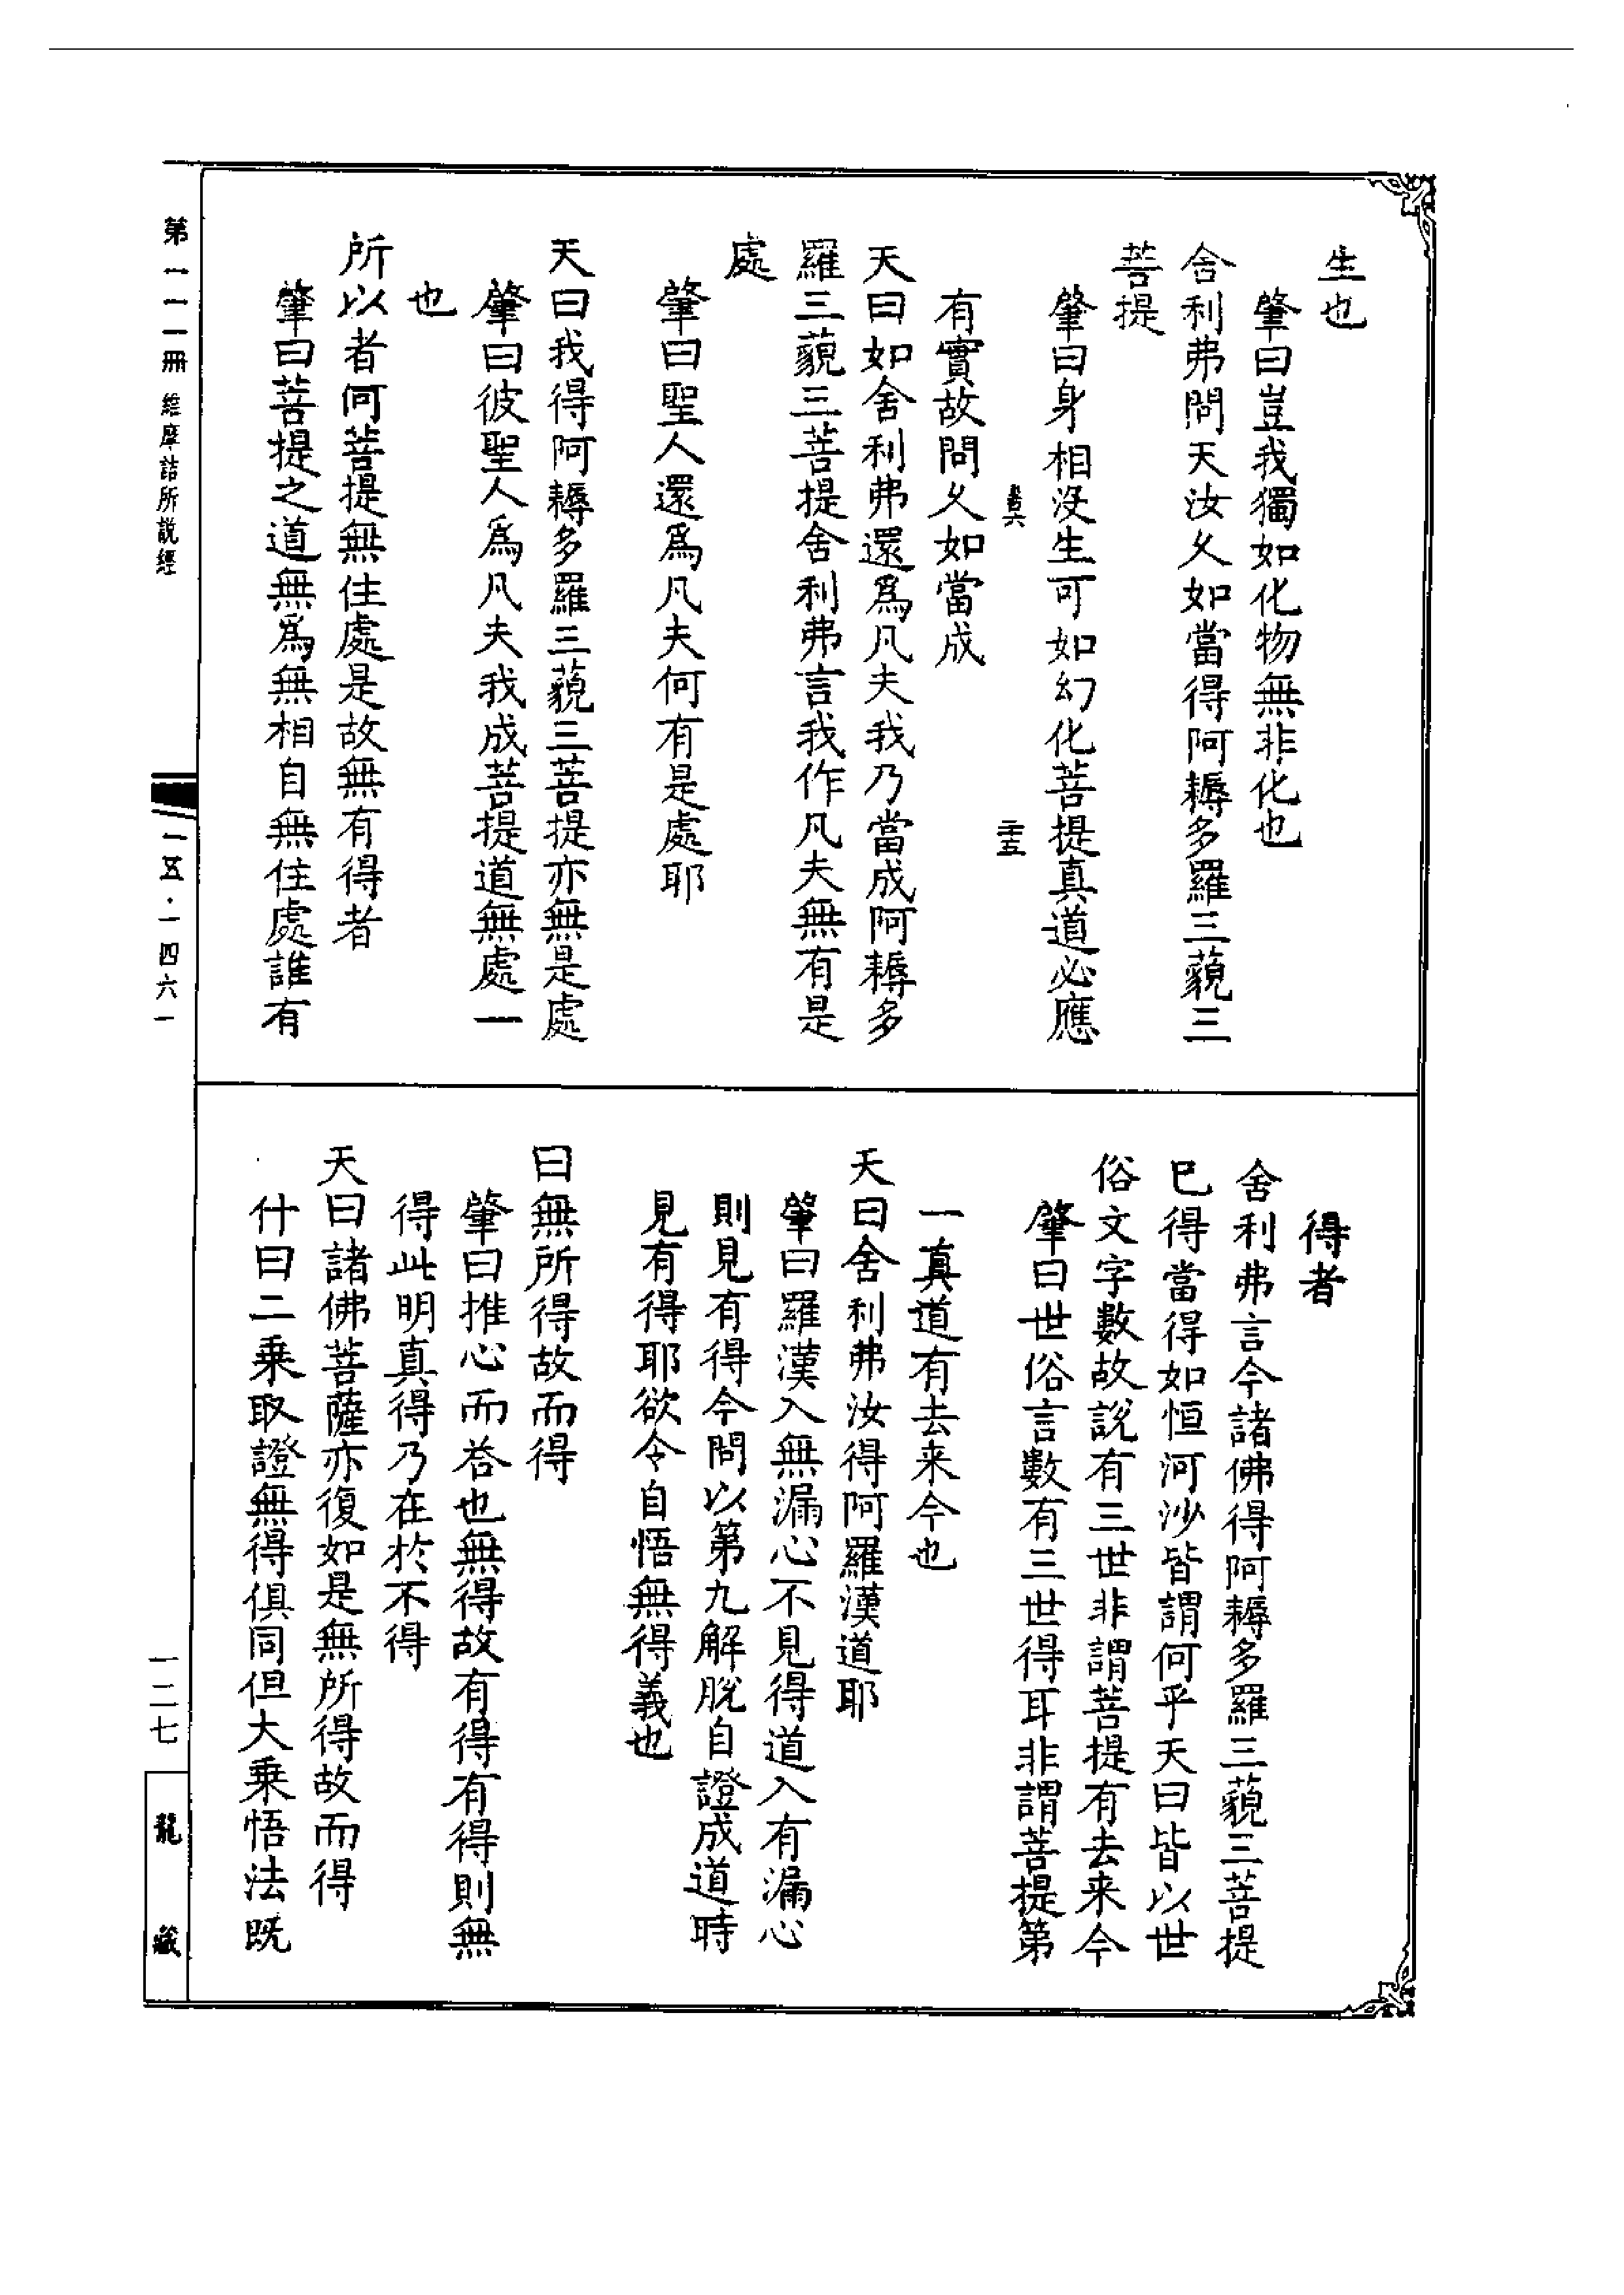 生也
肇曰豈我獨如化物無非化也
舍利弗問天汝久如當得阿耨多羅三藐三
菩提
肇曰身相沒生可如幻化菩提真道必應
有實故問久如當成
天曰如舍利弗還爲凡夫我乃當成阿耨多
羅三藐三菩提舍利弗言我作凡夫無有是
處
肇曰聖人還爲凡夫何有是處耶
天曰我得阿耨多羅三藐三菩提亦無是處
肇曰彼聖人爲凡夫我成菩提道無處一
也
所以者何菩提無住處是故無有得者
肇曰菩提之道無爲無相自無住處誰有
得者
舍利弗言今諸佛得阿耨多羅三藐三菩提
已得當得如恒河沙皆謂何乎天曰皆以世
俗文字數故說有三世非謂菩提有去来今
肇曰世俗言數有三世得耳非謂菩提第
一真道有去来今也
天曰舍利弗汝得阿羅漢道耶
肇曰羅漢入無漏心不見得道入有漏心
則見有得今問以第九解脫自證成道時
見有得耶欲令自悟無得義也
曰無所得故而得
肇曰推心而荅也無得故有得有得則無
得此明真得乃在於不得
天曰諸佛菩薩亦復如是無所得故而得
什曰二乘取證無得俱同但大乘悟法既
第一一一冊 維摩詰所說經
一五·一四六一
一二七
龍藏